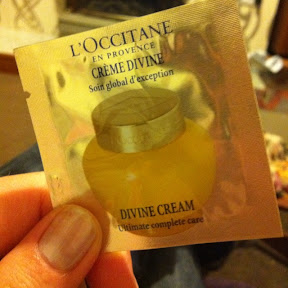 L'OCCITANE
EN PROVENCE
CRÈME DIVINE
Soin global d'exception
DIVINE CREAM
Ultimate complete care